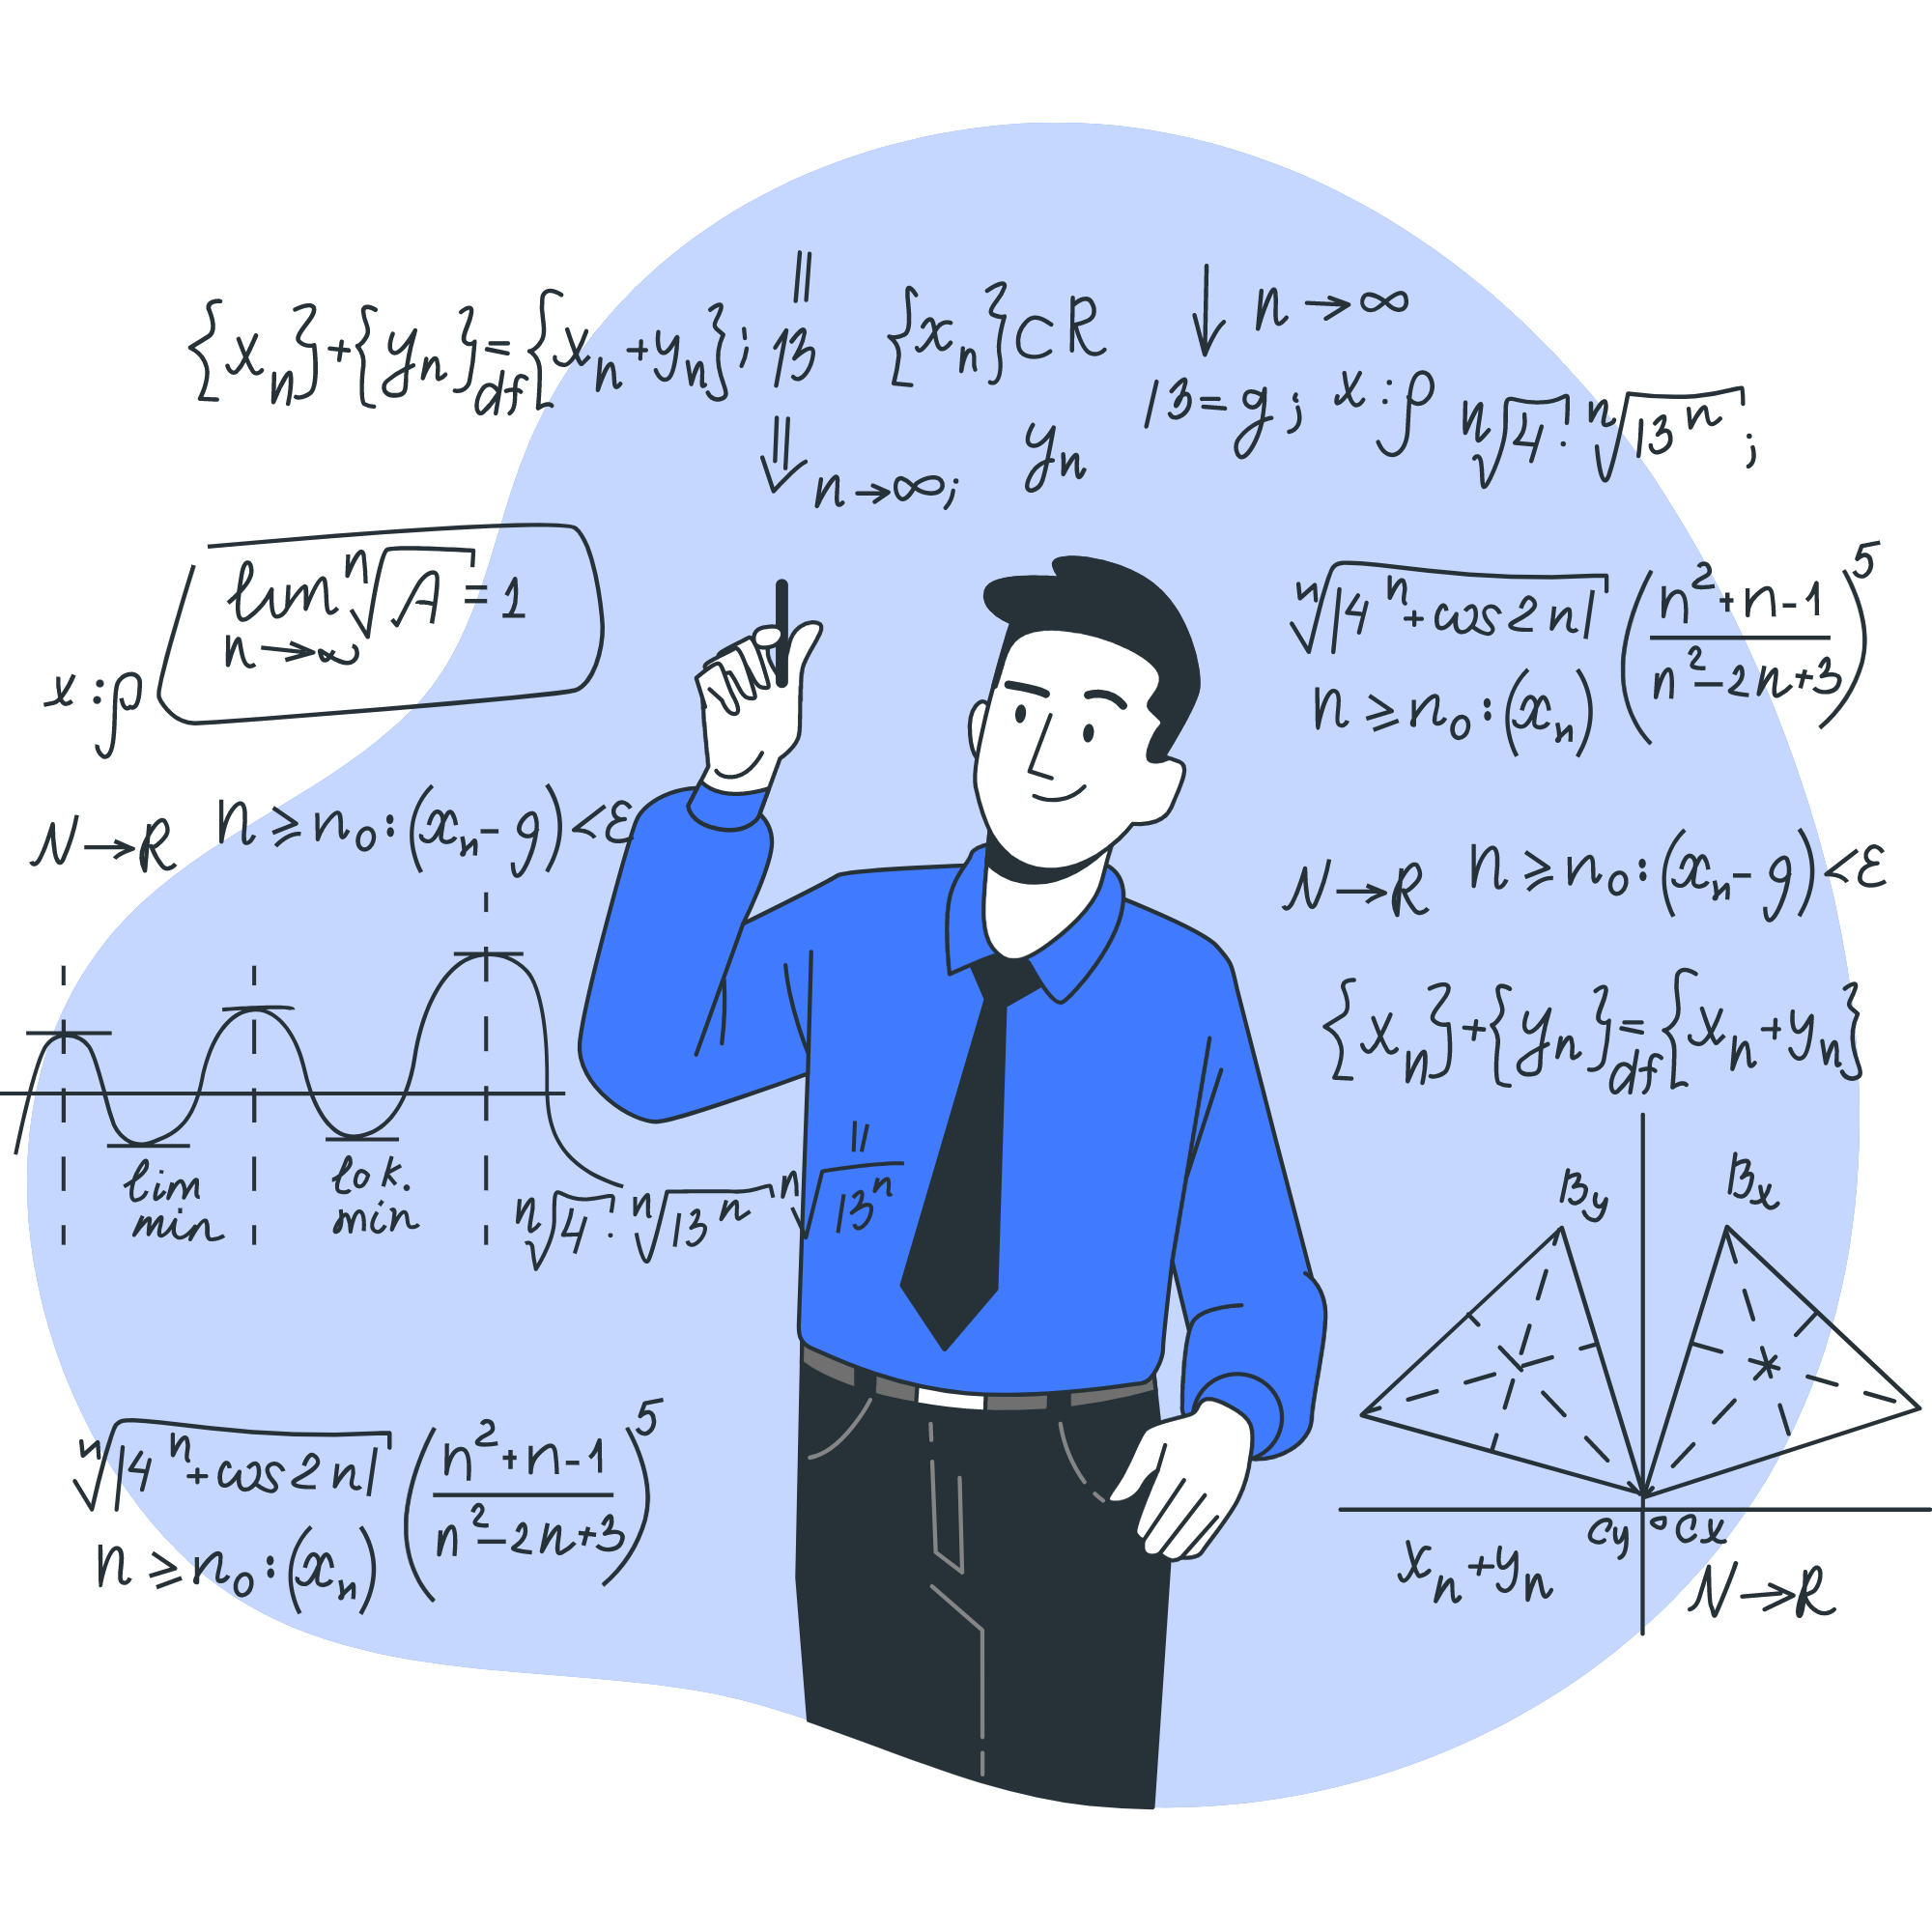 {xₙ}+{yₙ}=df{xₙ+yₙ};
‖
13
⇓
n→∞;
{xₙ}CR
yₙ
↓ n→∞
13=g; x:p ⁿ√4: ⁿ√13ⁿ;
lim ⁿ√√A=1
n→∞
x:p
N→R n≥n₀:(xₙ-g)<ε
ⁿ√|4ⁿ+cos2n| ((n²+n-1)/(n²-2n+3))⁵
n≥n₀:(xₙ)
N→R n≥n₀:(xₙ-g)<ε
{xₙ}+{yₙ}=df{xₙ+yₙ}
lim
min
lok.
min
ⁿ√4: ⁿ√13ⁿ ⁿ√13ⁿ
‖
By Bx
cy cx
xₙ+yₙ N→R
ⁿ√|4ⁿ+cos2n| ((n²+n-1)/(n²-2n+3))⁵
n≥n₀:(xₙ)